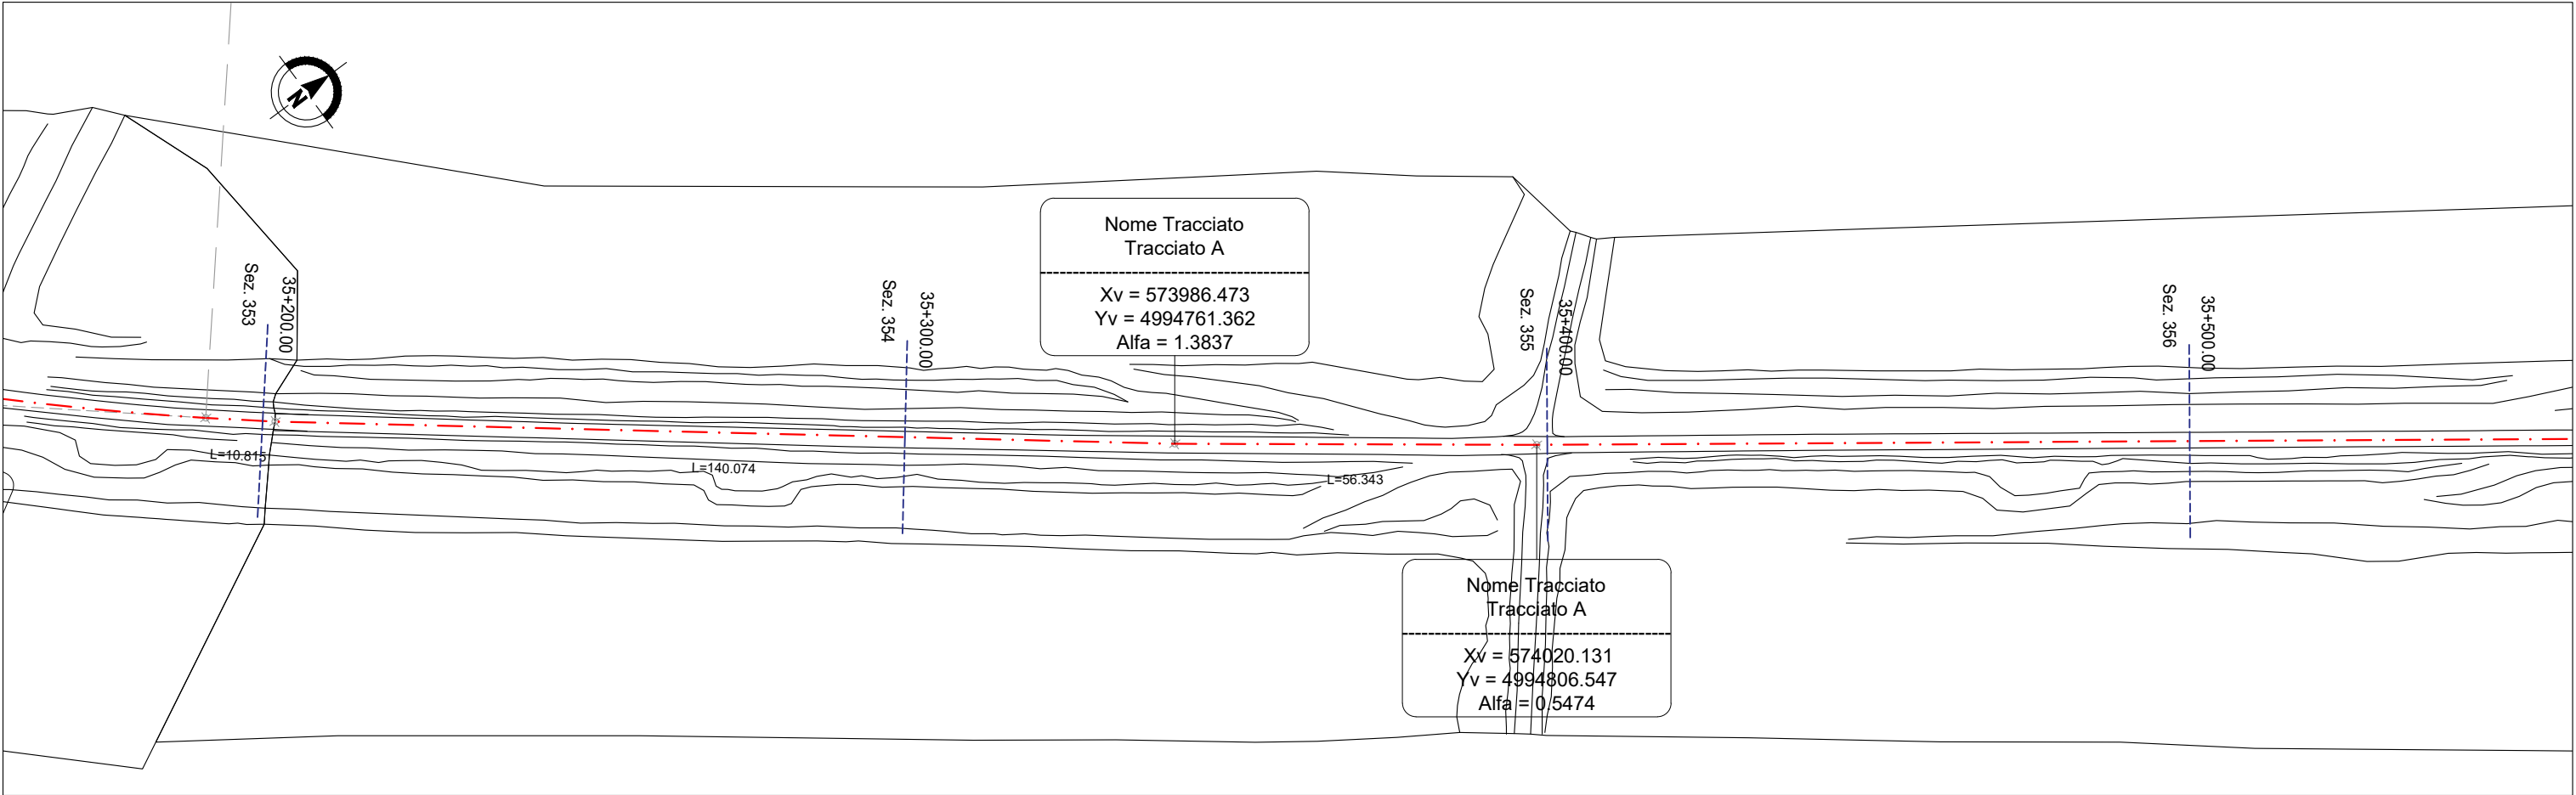 N
Sez. 353
35+200.00
Sez. 354
35+300.00
Nome Tracciato
Tracciato A
Xv = 573986.473
Yv = 4994761.362
Alfa = 1.3837
Sez. 355
35+400.00
Sez. 356
35+500.00
L=10.815
L=140.074
L=56.343
Nome Tracciato
Tracciato A
Xv = 574020.131
Yv = 4994806.547
Alfa = 0.5474